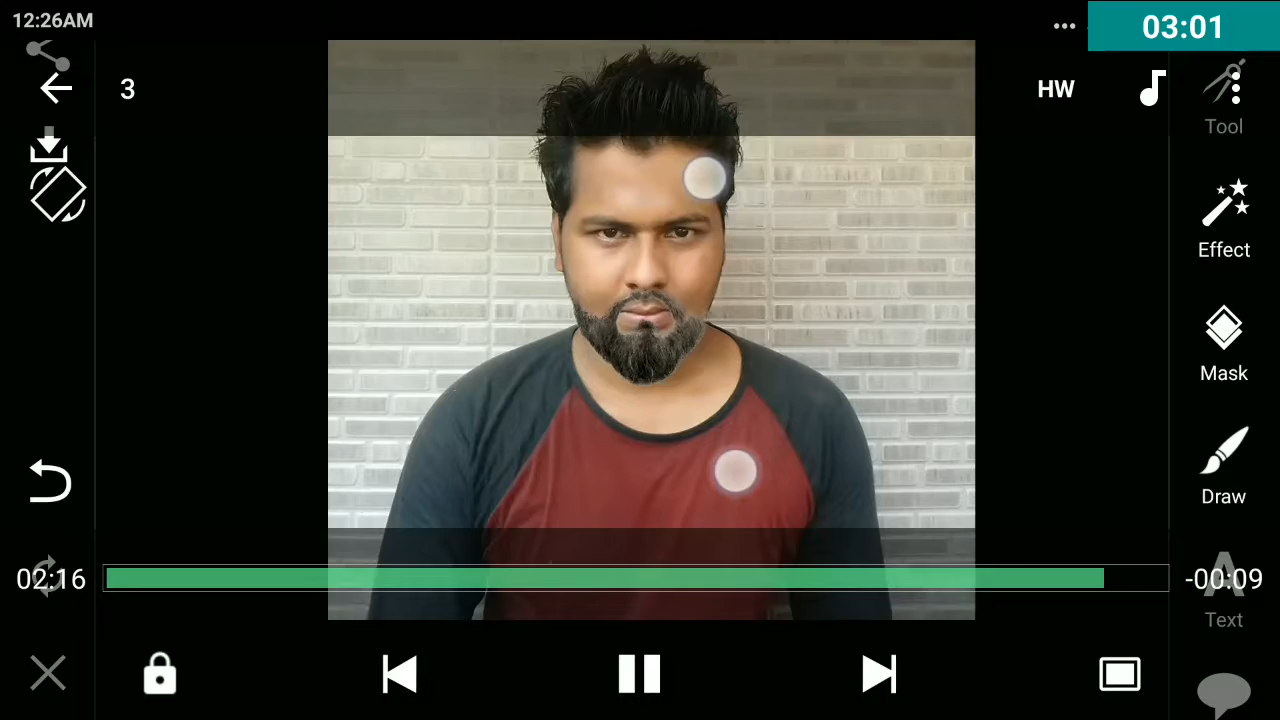 12:26AM
03:01
3
HW
Tool
Effect
Mask
Draw
02:16
-00:09
A
Text